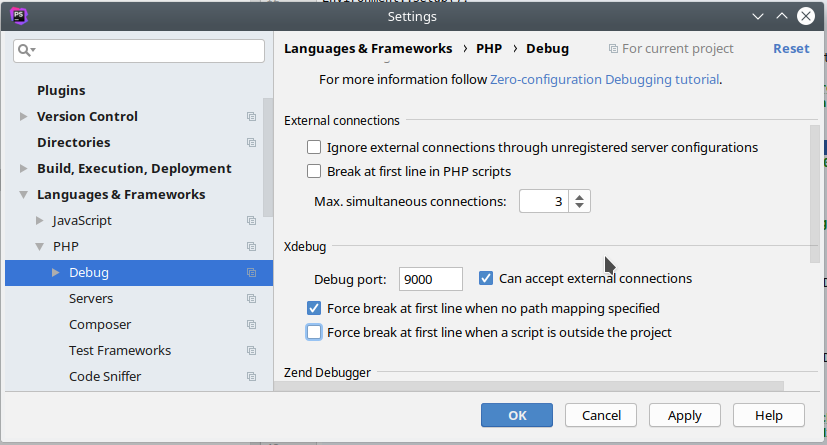 PS
Settings
Languages & Frameworks › PHP › Debug For current project Reset
For more information follow Zero-configuration Debugging tutorial.
Plugins
Version Control
Directories
Build, Execution, Deployment
Languages & Frameworks
JavaScript
PHP
Debug
Servers
Composer
Test Frameworks
Code Sniffer
External connections
Ignore external connections through unregistered server configurations
Break at first line in PHP scripts
Max. simultaneous connections: 3
Xdebug
Debug port: 9000 Can accept external connections
Force break at first line when no path mapping specified
Force break at first line when a script is outside the project
Zend Debugger
OK Cancel Apply Help